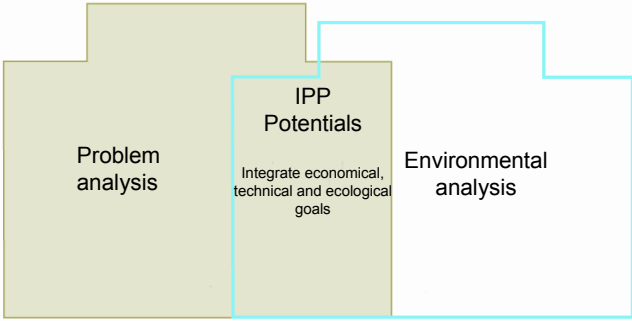 Problem
analysis
IPP
Potentials
Integrate economical,
technical and ecological
goals
Environmental
analysis